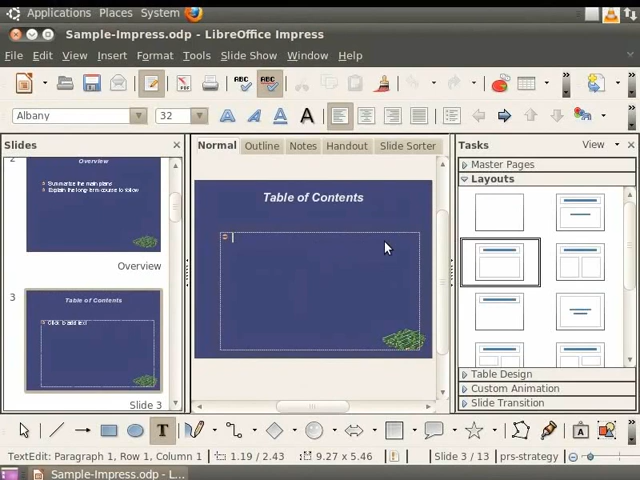 Applications Places System
Sample-Impress.odp - LibreOffice Impress
File Edit View Insert Format Tools Slide Show Window Help
ABC ABC
Albany 32 A A A A
Slides
Normal Outline Notes Handout Slide Sorter
Tasks View
2
Overview
Summarize the main plans
Explain the long-term course to follow
Overview
3
Table of Contents
Click to add text
Slide 3
Table of Contents
Master Pages
Layouts
Table Design
Custom Animation
Slide Transition
T
A
TextEdit: Paragraph 1, Row 1, Column 1 1.19 / 2.43 9.27 x 5.46 Slide 3 / 13 prs-strategy
Sample-Impress.odp - L...